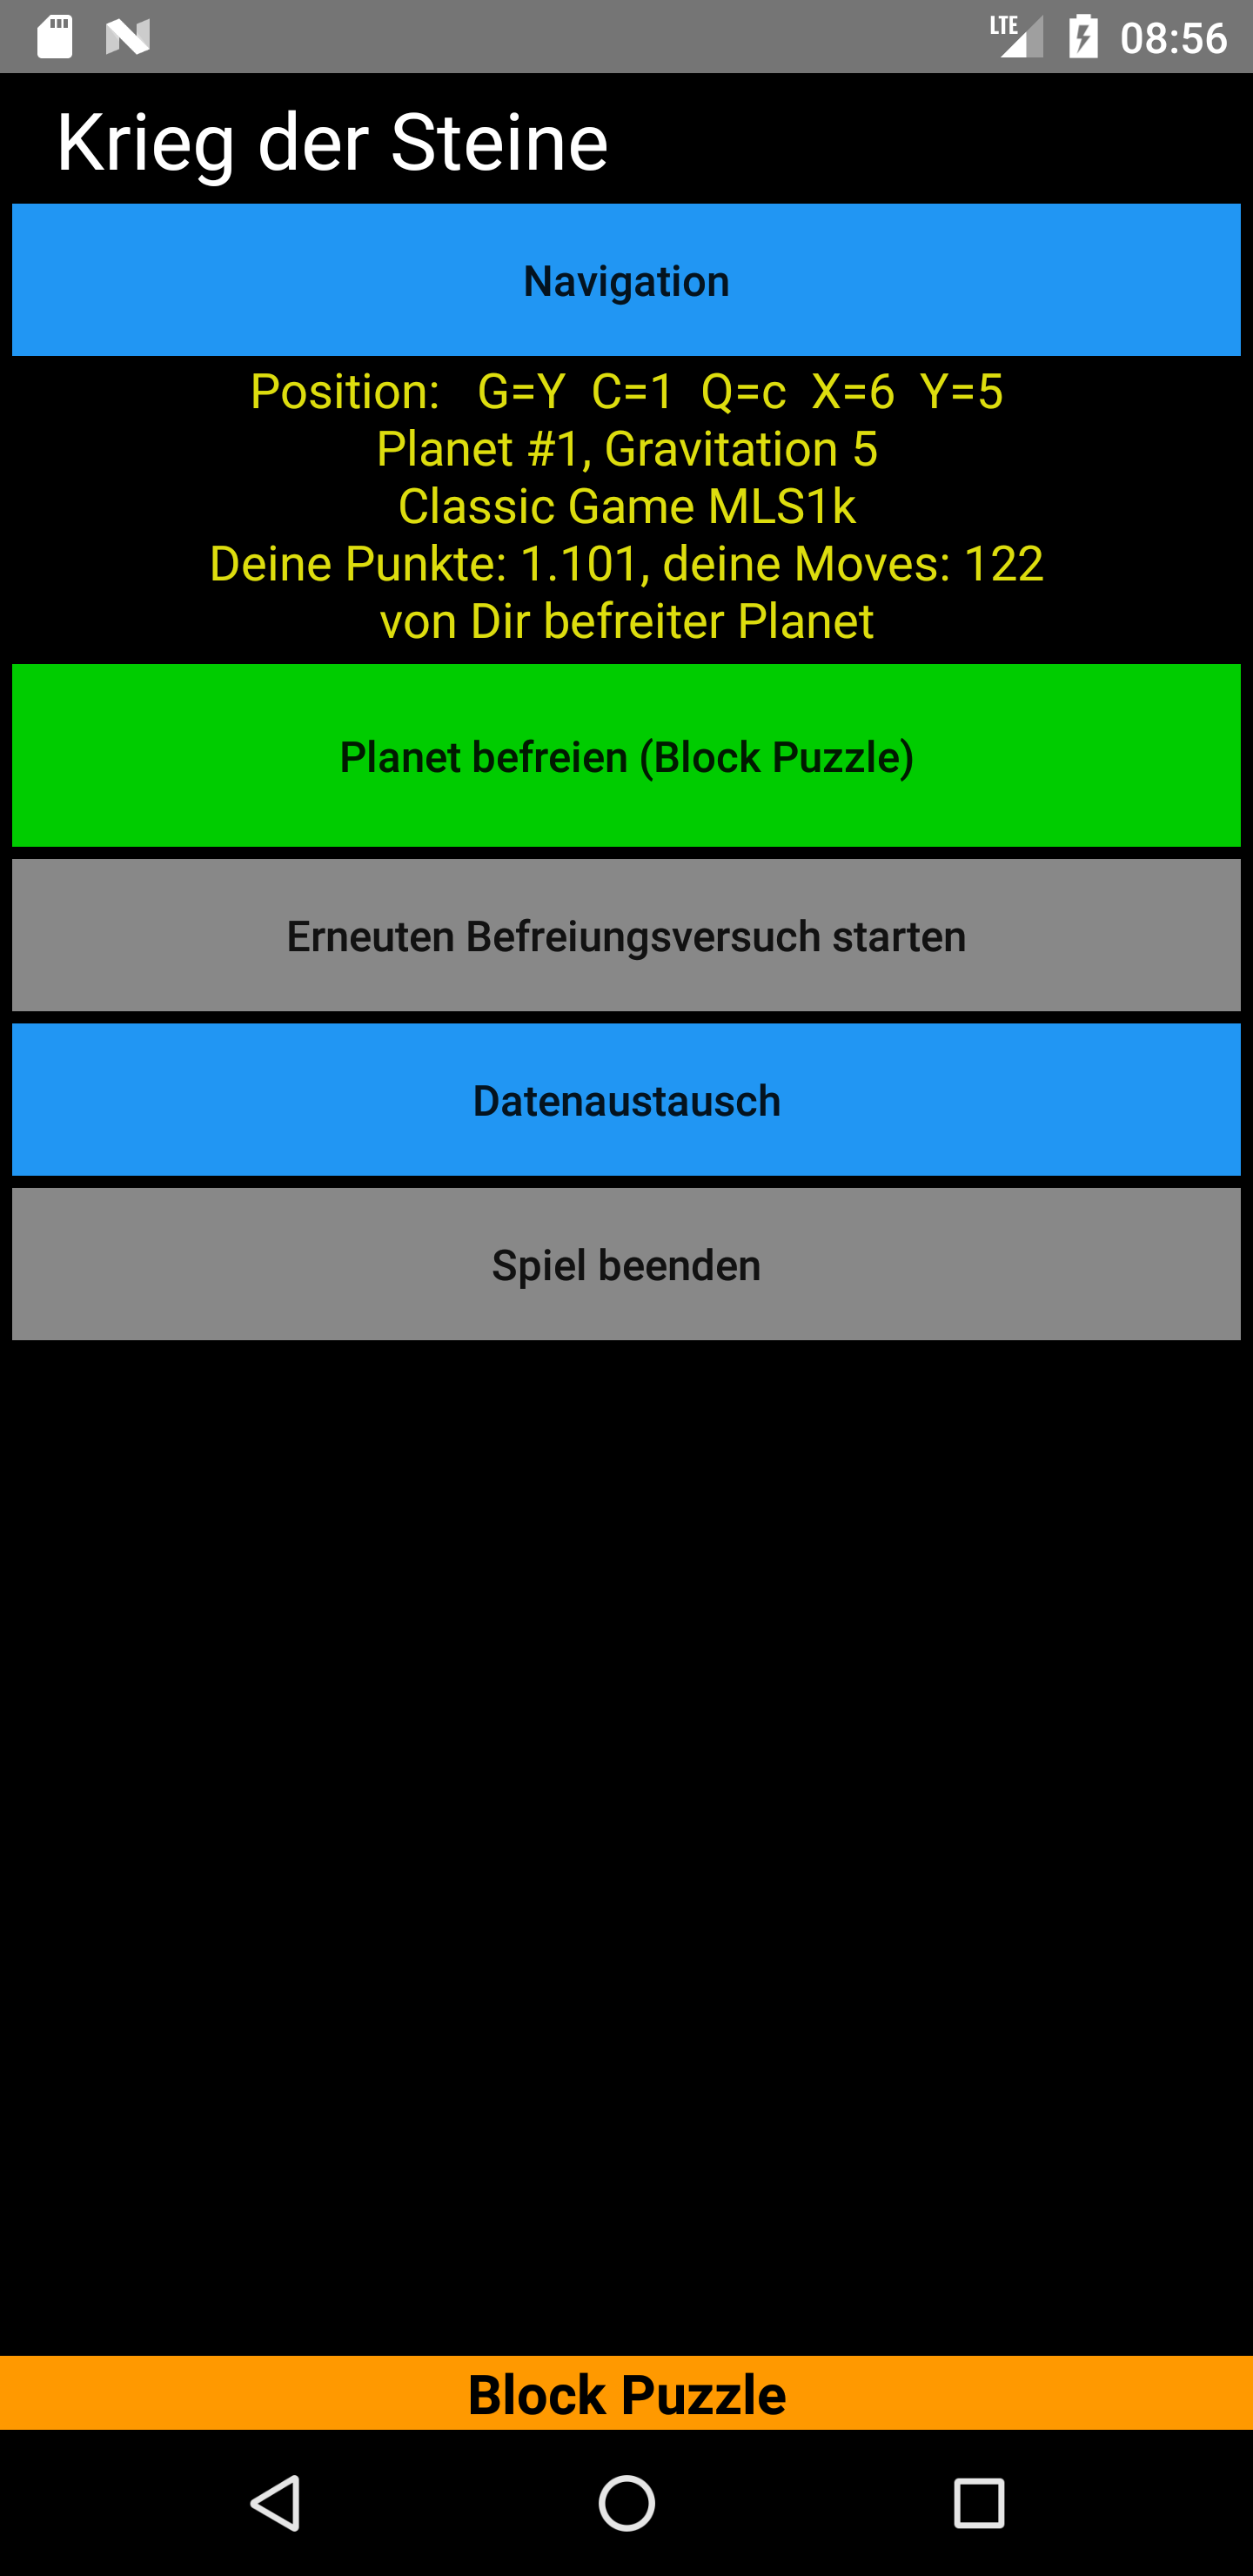 LTE 08:56
Krieg der Steine
Navigation
Position: G=Y C=1 Q=c X=6 Y=5
Planet #1, Gravitation 5
Classic Game MLS1k
Deine Punkte: 1.101, deine Moves: 122
von Dir befreiter Planet
Planet befreien (Block Puzzle)
Erneuten Befreiungsversuch starten
Datenaustausch
Spiel beenden
Block Puzzle